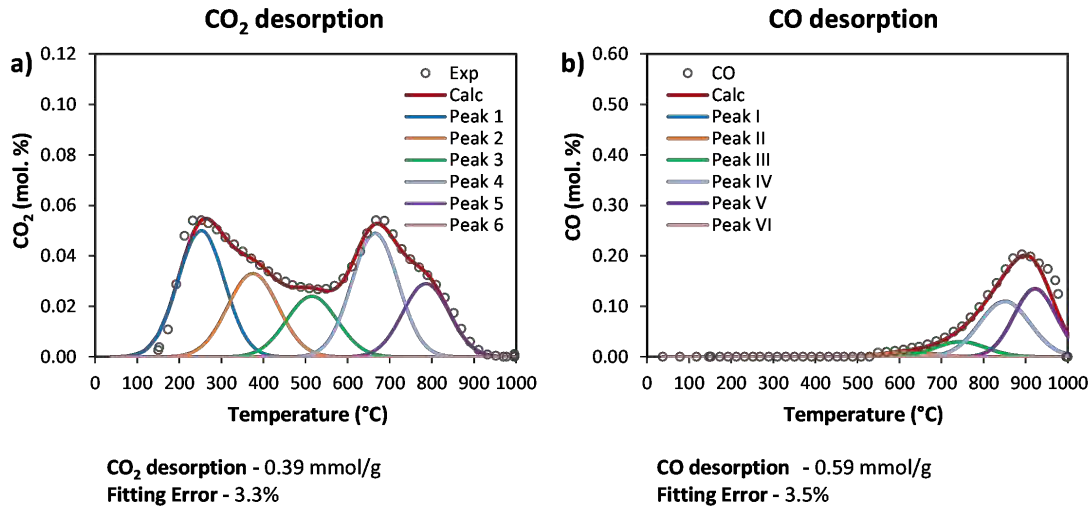 CO2 desorption
CO desorption
a)
0.12
0.10
0.08
0.06
0.04
0.02
0.00
CO2 (mol. %)
Exp
Calc
Peak 1
Peak 2
Peak 3
Peak 4
Peak 5
Peak 6
0 100 200 300 400 500 600 700 800 900 1000
Temperature (°C)
b)
0.60
0.50
0.40
0.30
0.20
0.10
0.00
CO (mol. %)
CO
Calc
Peak I
Peak II
Peak III
Peak IV
Peak V
Peak VI
0 100 200 300 400 500 600 700 800 900 1000
Temperature (°C)
CO2 desorption - 0.39 mmol/g
Fitting Error - 3.3%
CO desorption - 0.59 mmol/g
Fitting Error - 3.5%